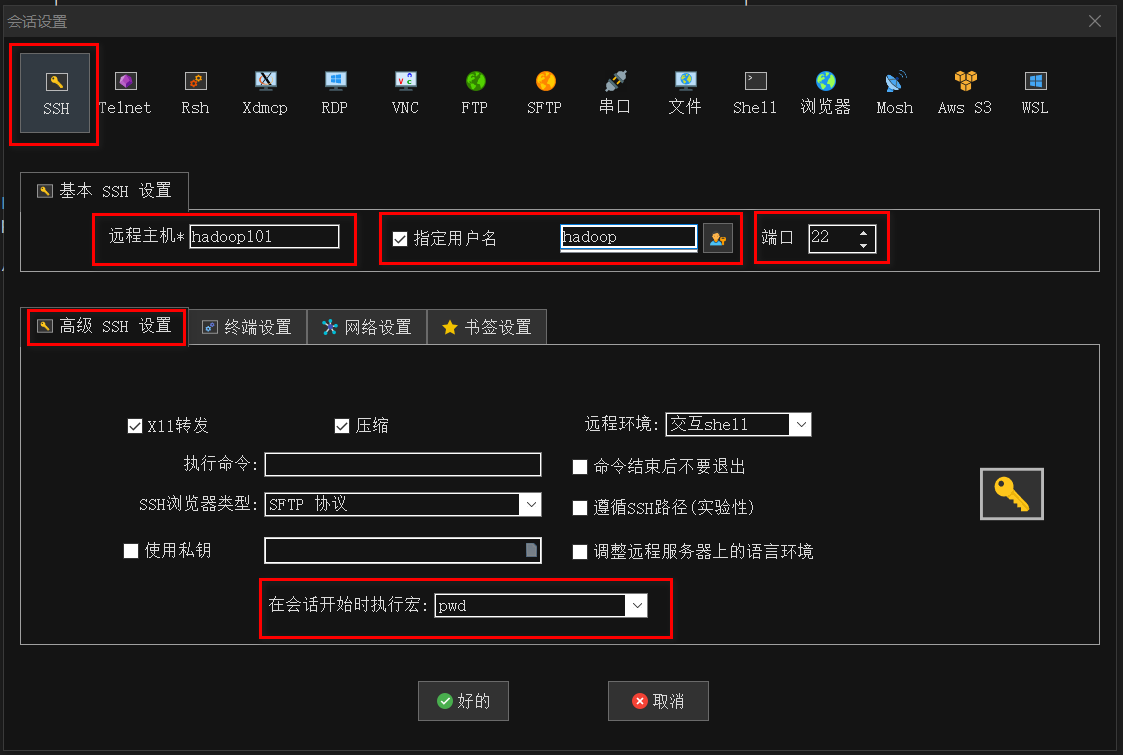 会话设置
SSH Telnet Rsh Xdmcp RDP VNC FTP SFTP 串口 文件 Shell 浏览器 Mosh Aws S3 WSL
基本 SSH 设置
远程主机* hadoop101 指定用户名 hadoop 端口 22
高级 SSH 设置 终端设置 网络设置 书签设置
X11转发 压缩 远程环境: 交互shell
执行命令: 命令结束后不要退出
SSH浏览器类型: SFTP 协议 遵循SSH路径(实验性)
使用私钥 调整远程服务器上的语言环境
在会话开始时执行宏: pwd
好的 取消